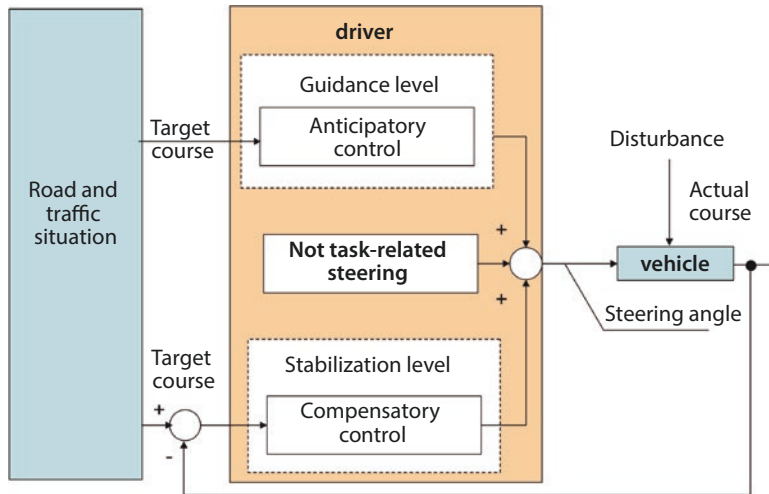 driver
Guidance level
Anticipatory
control
Target
course
Road and
traffic
situation
Disturbance
Actual
course
+
Not task-related
steering
+
vehicle
Steering angle
Target
course
Stabilization level
Compensatory
control
+
-